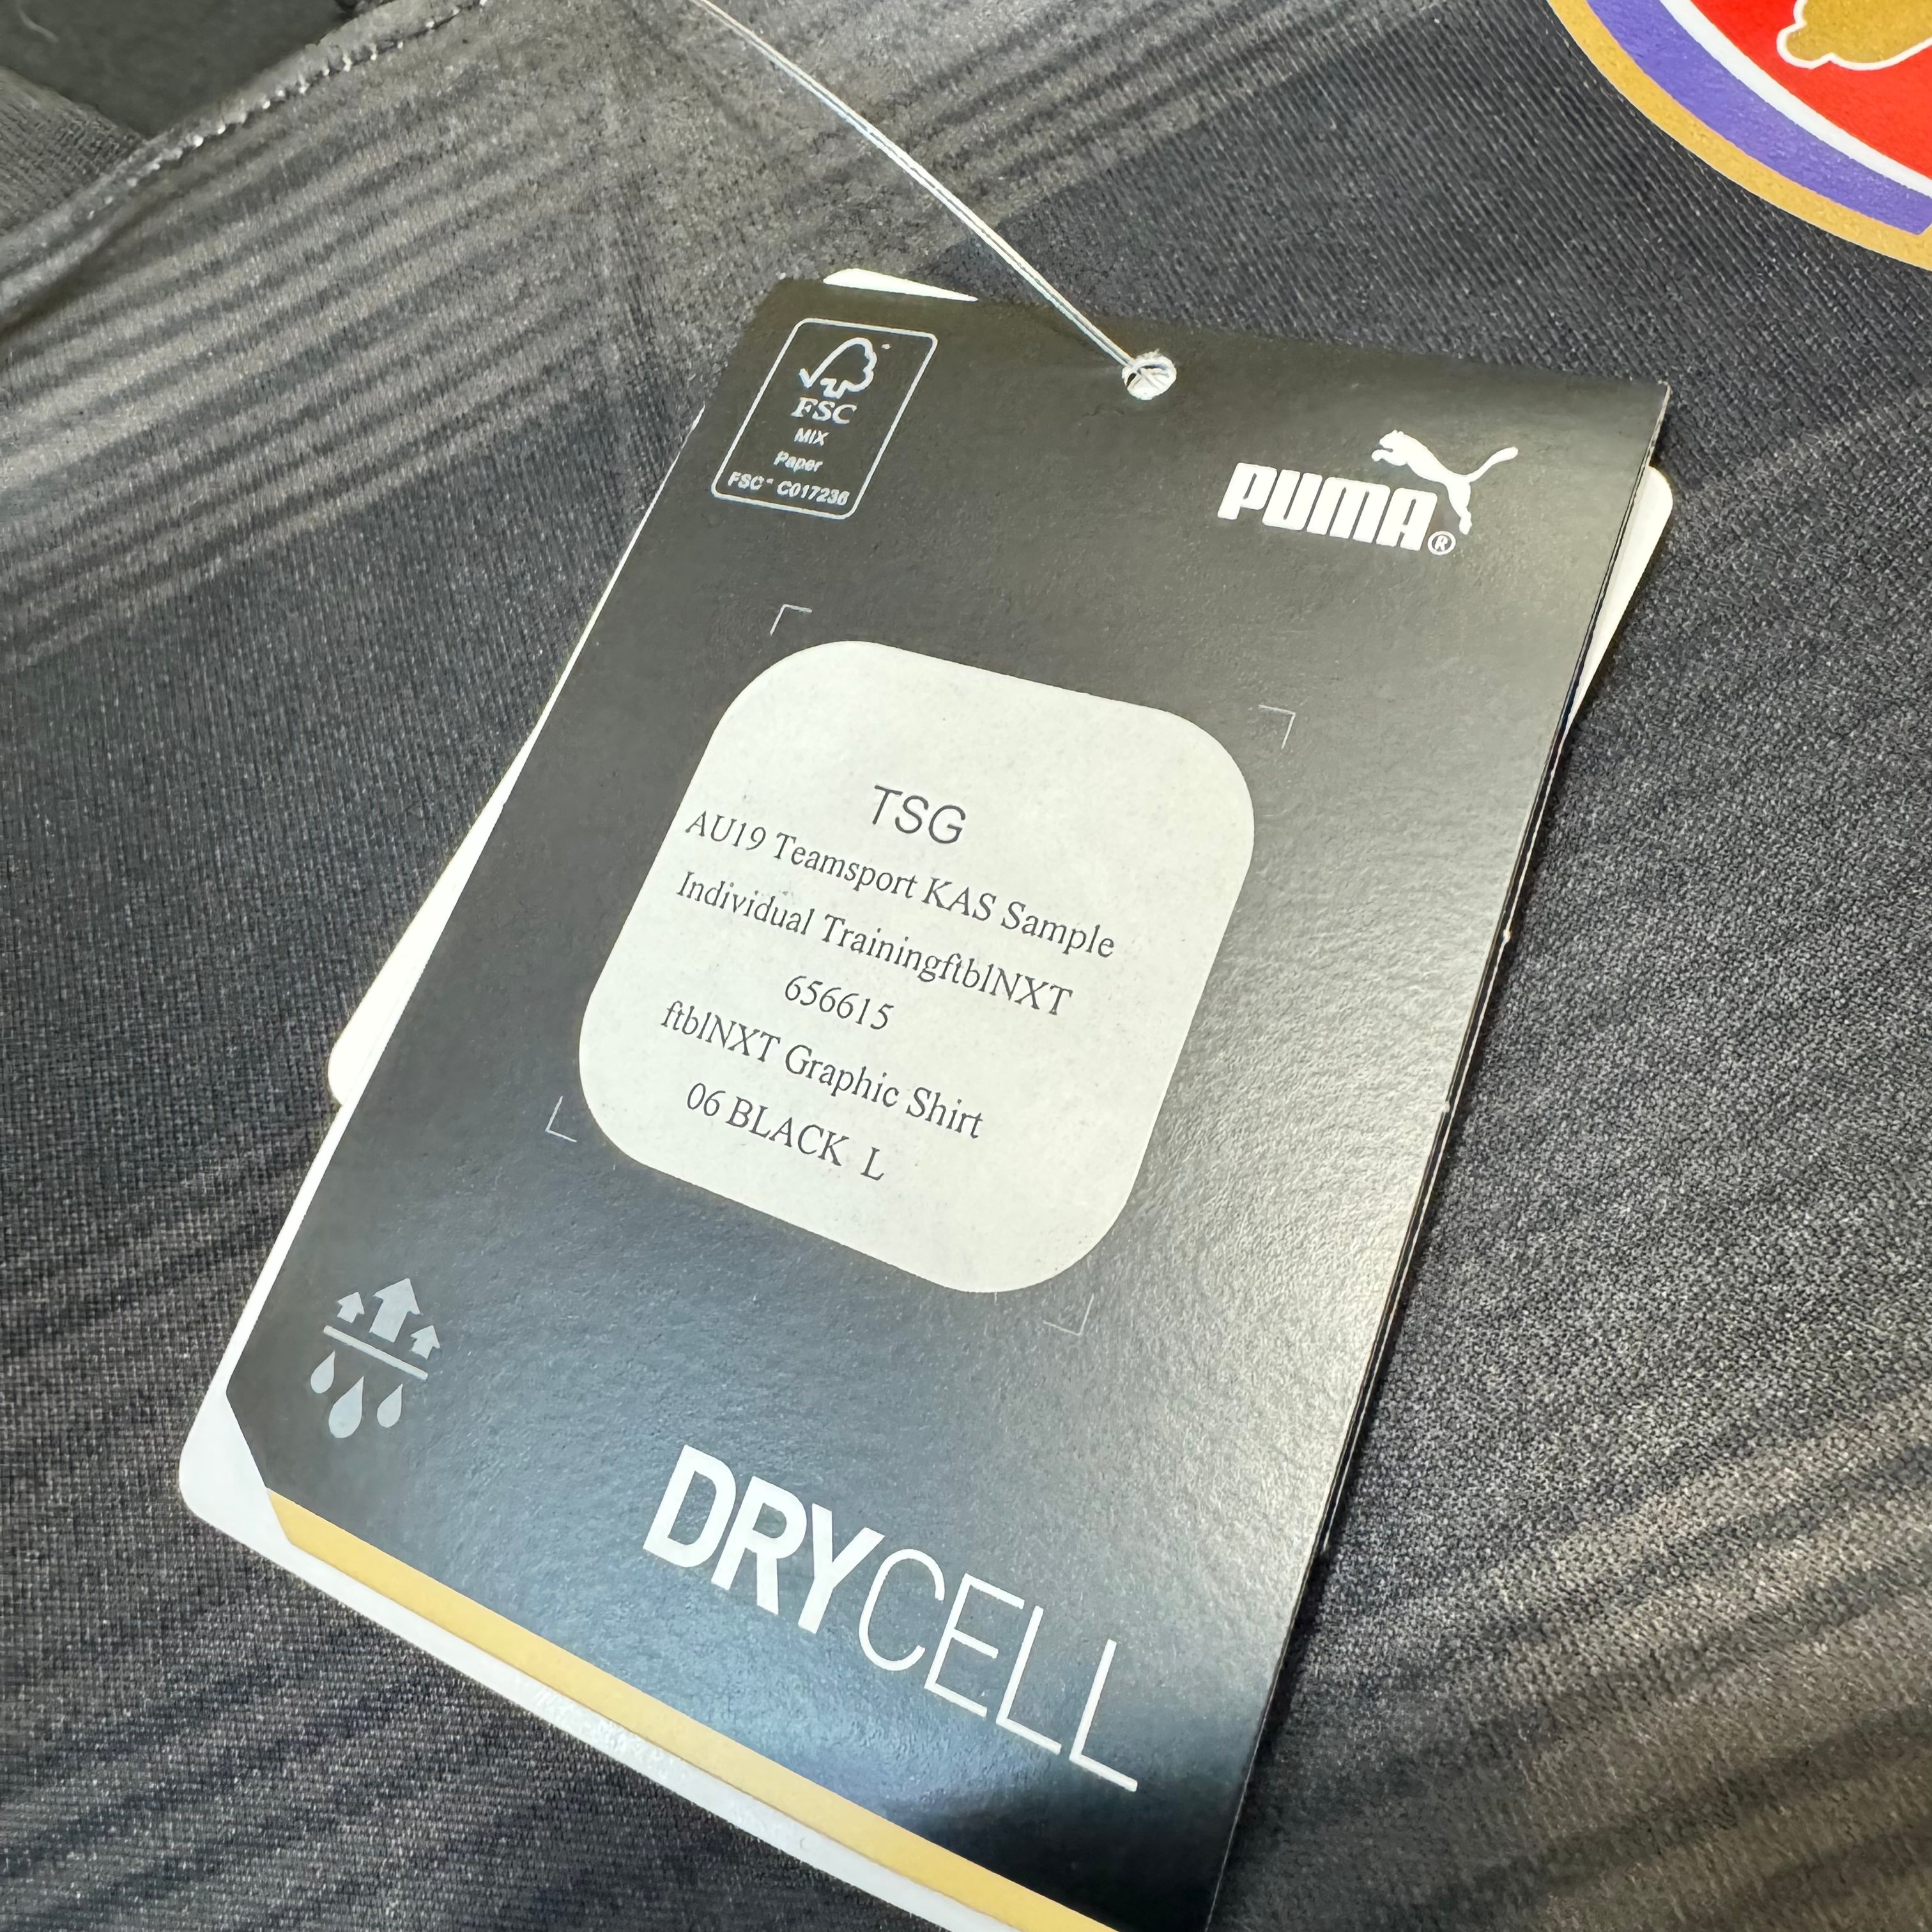 FSC
MIX
Paper
FSC® C017236
PUMA®
TSG
AU19 Teamsport KAS Sample
Individual TrainingftblNXT
656615
ftblNXT Graphic Shirt
06 BLACK L
DRYCELL